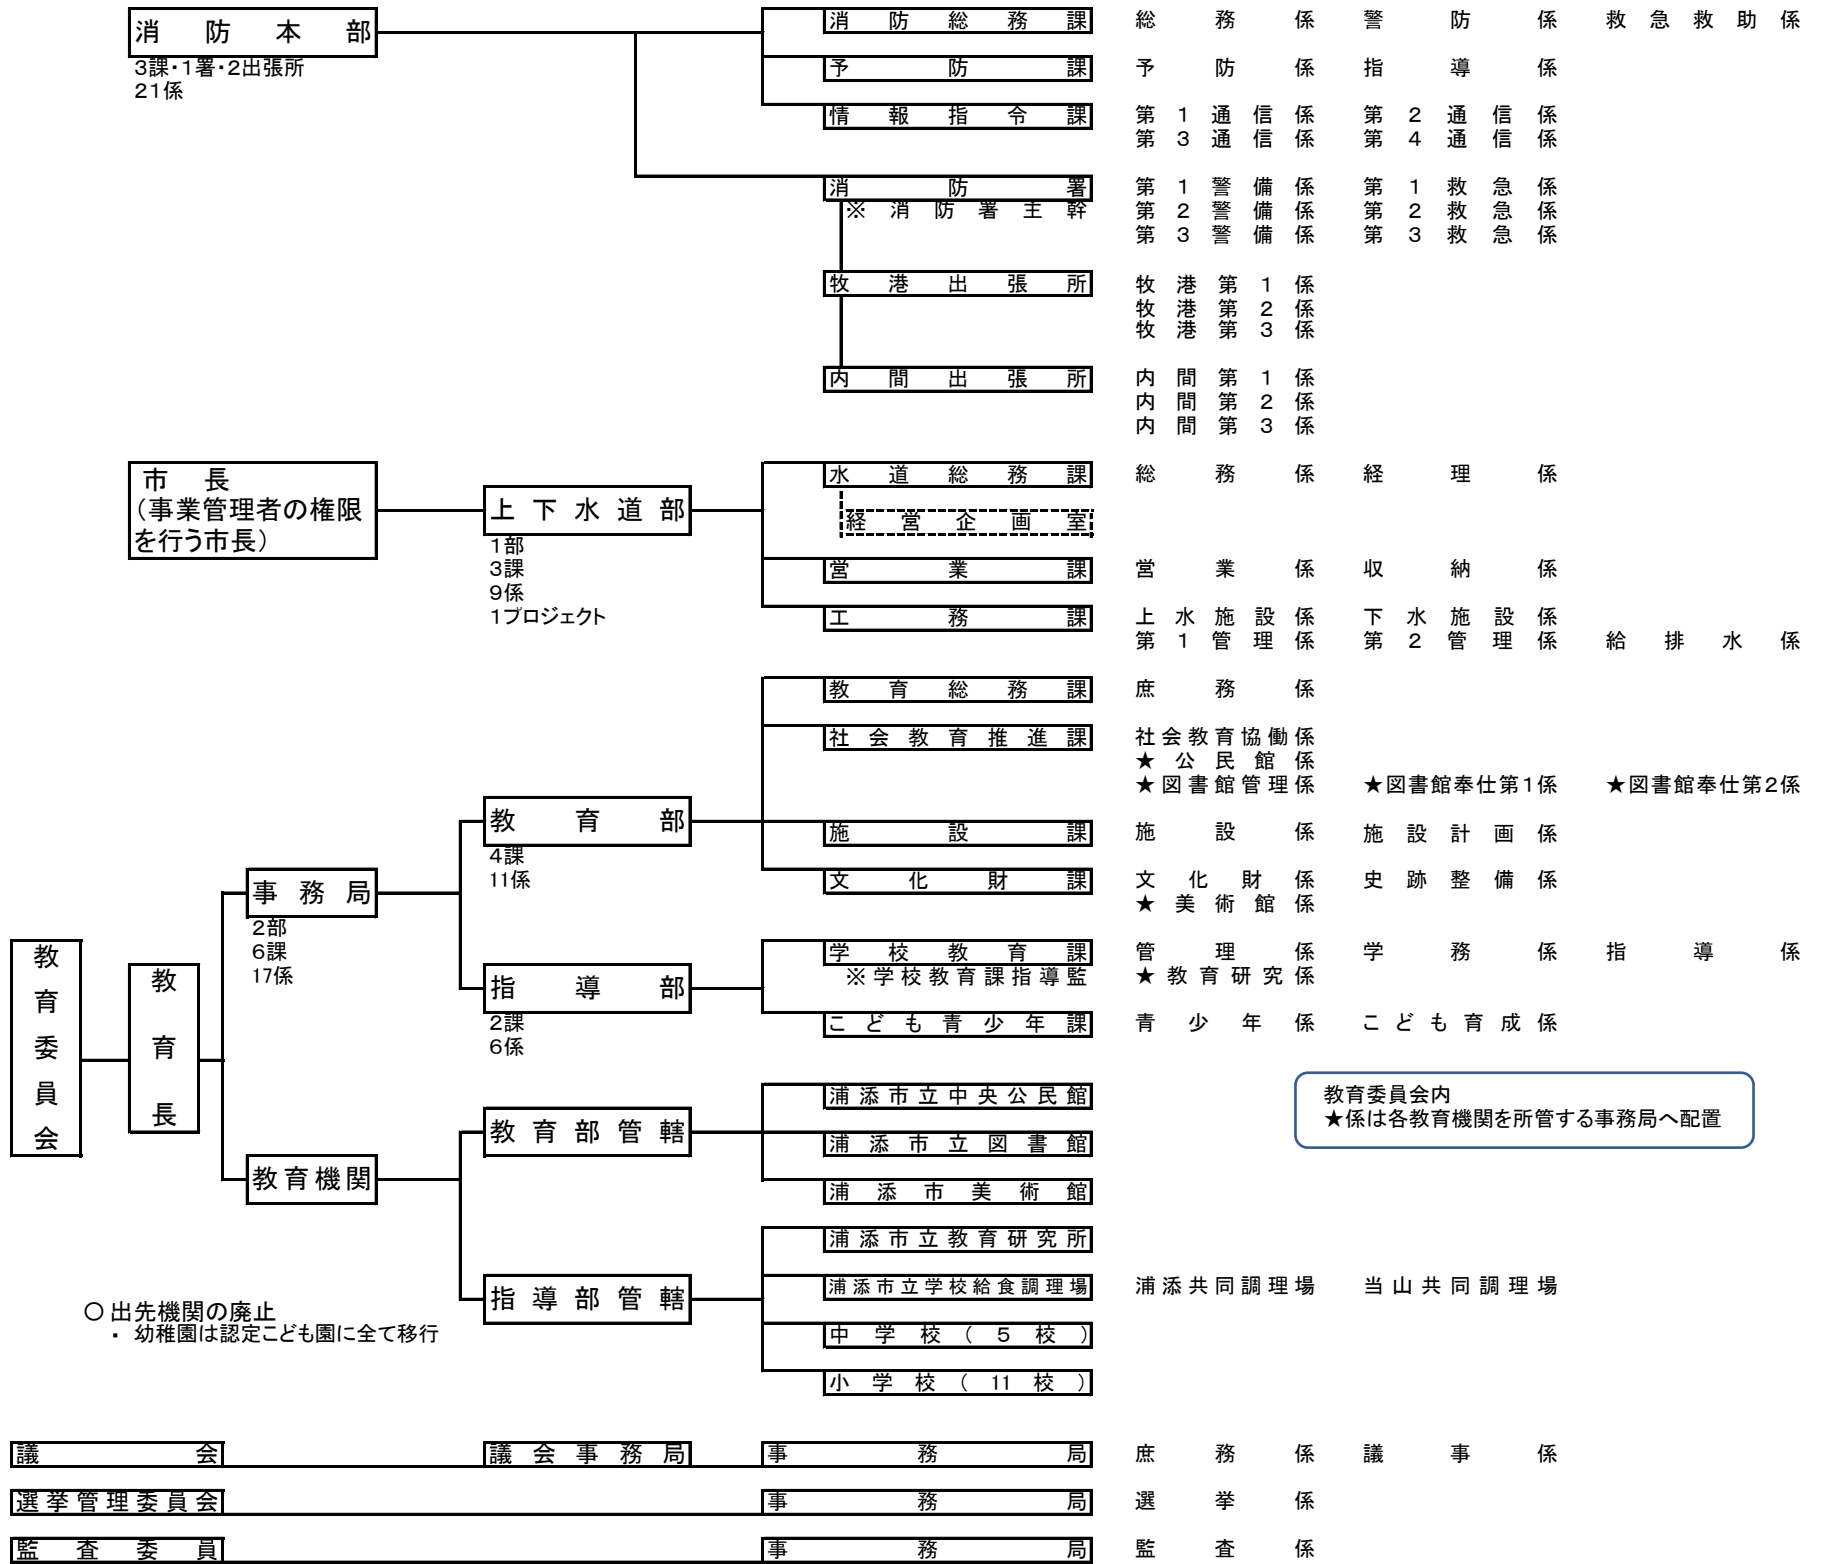 消防本部
3課・1署・2出張所
21係
消防総務課 総務係 警防係 救急救助係
予防課 予防係 指導係
情報指令課 第1通信係 第2通信係
第3通信係 第4通信係
消防署 第1警備係 第1救急係
※消防署主幹 第2警備係 第2救急係
第3警備係 第3救急係
牧港出張所 牧港第1係
牧港第2係
牧港第3係
内間出張所 内間第1係
内間第2係
内間第3係
市長
(事業管理者の権限
を行う市長)
上下水道部
1部
3課
9係
1プロジェクト
水道総務課 総務係 経理係
経営企画室
営業課 営業係 収納係
工務課 上水施設係 下水施設係
第1管理係 第2管理係 給排水係
教育委員会
教育長
事務局
2部
6課
17係
教育部
4課
11係
教育総務課 庶務係
社会教育推進課 社会教育協働係
★公民館係
★図書館管理係 ★図書館奉仕第1係 ★図書館奉仕第2係
施設課 施設係 施設計画係
文化財課 文化財係 史跡整備係
★美術館係
指導部
2課
6係
学校教育課 管理係 学務係 指導係
※学校教育課指導監 ★教育研究係
こども青少年課 青少年係 こども育成係
教育機関
教育部管轄
浦添市立中央公民館
浦添市立図書館
浦添市美術館
教育委員会内
★係は各教育機関を所管する事務局へ配置
指導部管轄
浦添市立教育研究所
浦添市立学校給食調理場 浦添共同調理場 当山共同調理場
中学校(5校)
小学校(11校)
〇出先機関の廃止
・幼稚園は認定こども園に全て移行
議会 議会事務局 事務局 庶務係 議事係
選挙管理委員会 事務局 選挙係
監査委員 事務局 監査係